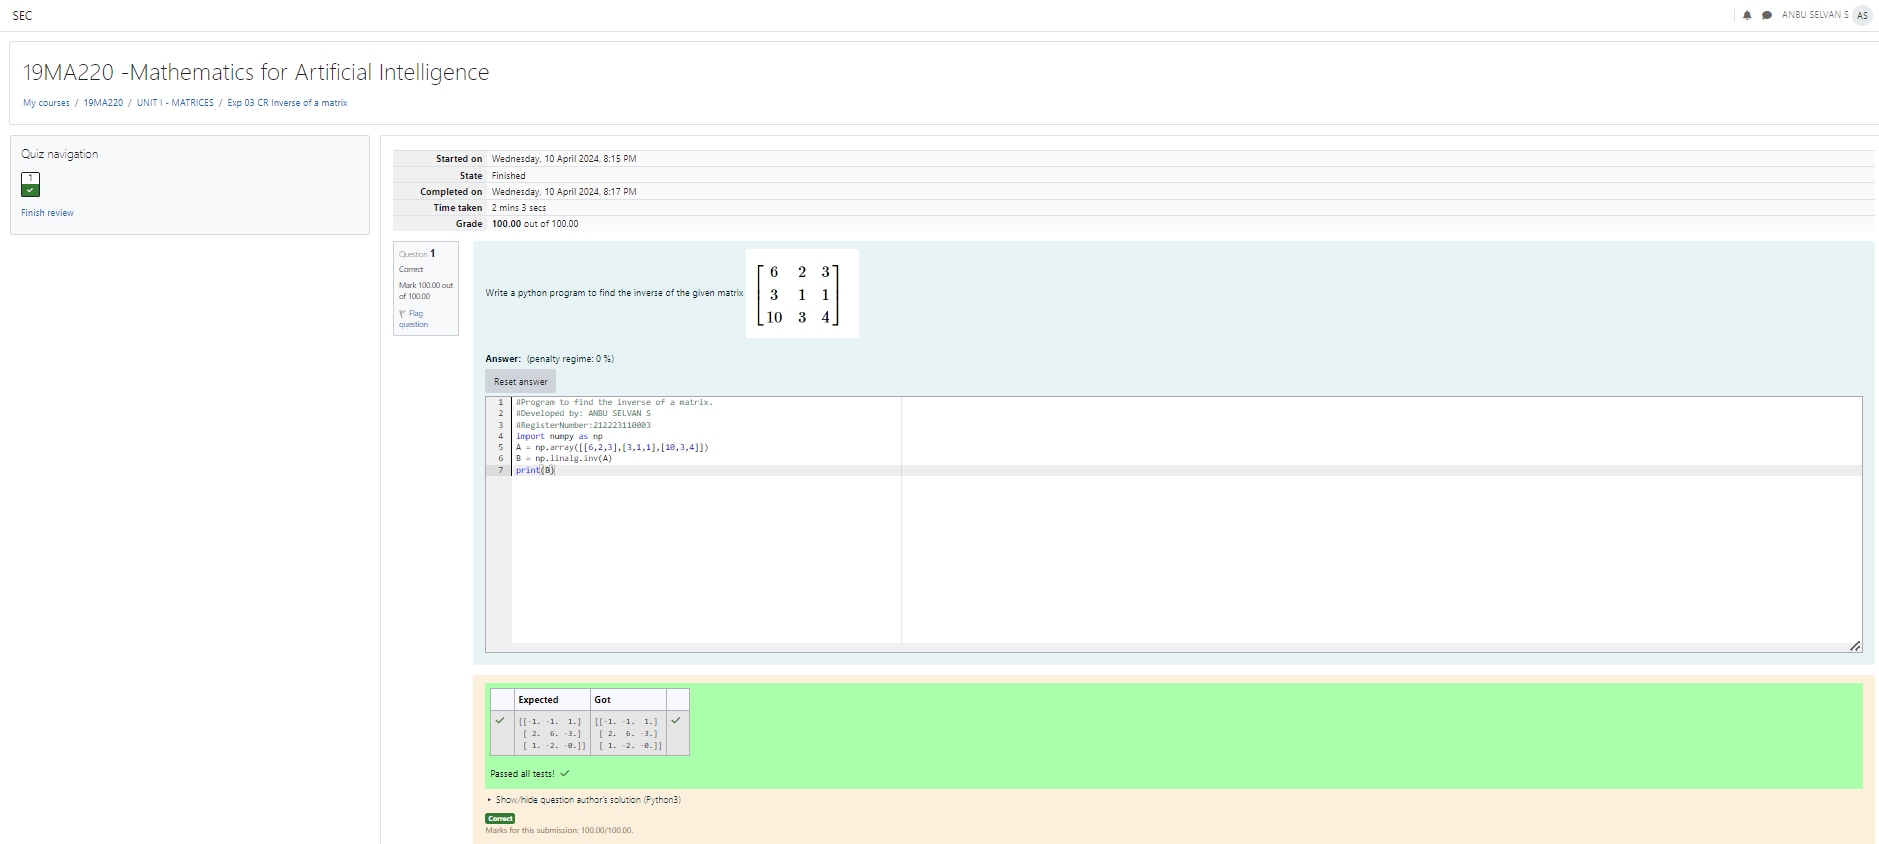 SEC
ANBU SELVAN S AS
19MA220 -Mathematics for Artificial Intelligence
My courses / 19MA220 / UNIT I - MATRICES / Exp 03 CR Inverse of a matrix
Quiz navigation
1
Finish review
Started on Wednesday, 10 April 2024, 8:15 PM
State Finished
Completed on Wednesday, 10 April 2024, 8:17 PM
Time taken 2 mins 3 secs
Grade 100.00 out of 100.00
Question 1
Correct
Mark 100.00 out
of 100.00
Flag
question
Write a python program to find the inverse of the given matrix
6 2 3
3 1 1
10 3 4
Answer: (penalty regime: 0 %)
Reset answer
1 #Program to find the inverse of a matrix.
2 #Developed by: ANBU SELVAN S
3 #RegisterNumber:212223110003
4 import numpy as np
5 A = np.array([[6,2,3],[3,1,1],[10,3,4]])
6 B = np.linalg.inv(A)
7 print(B)
Expected Got
[[-1. -1. 1.] [[-1. -1. 1.]
[ 2. 6. -3.] [ 2. 6. -3.]
[ 1. -2. -0.]] [ 1. -2. -0.]]
Passed all tests!
Show/hide question author's solution (Python3)
Correct
Marks for this submission: 100.00/100.00.